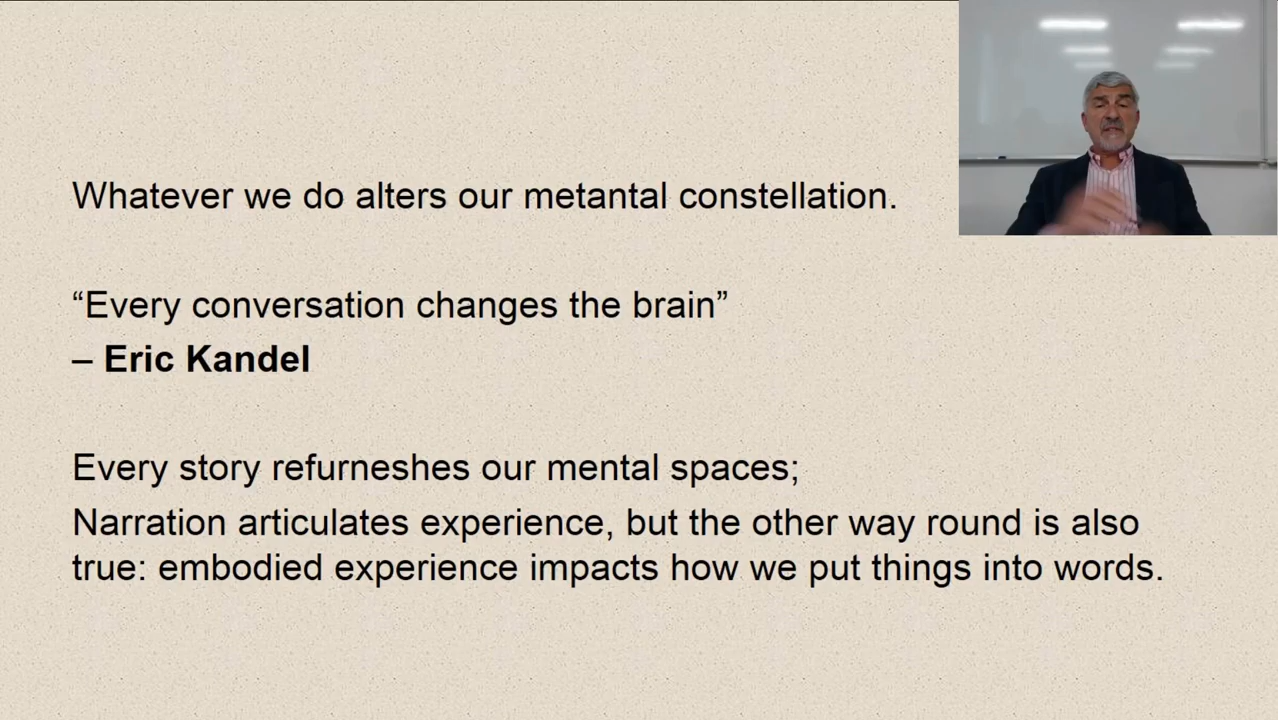 Whatever we do alters our metantal constellation.
“Every conversation changes the brain”
– Eric Kandel
Every story refurneshes our mental spaces;
Narration articulates experience, but the other way round is also
true: embodied experience impacts how we put things into words.